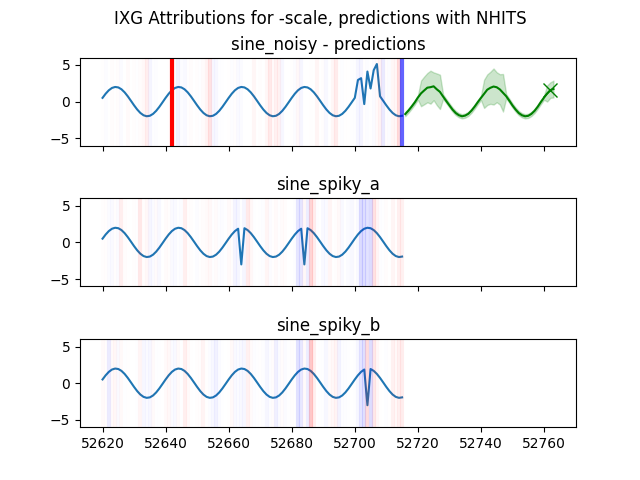 IXG Attributions for -scale, predictions with NHITS
sine_noisy - predictions
5
0
−5
sine_spiky_a
5
0
−5
sine_spiky_b
5
0
−5
52620 52640 52660 52680 52700 52720 52740 52760